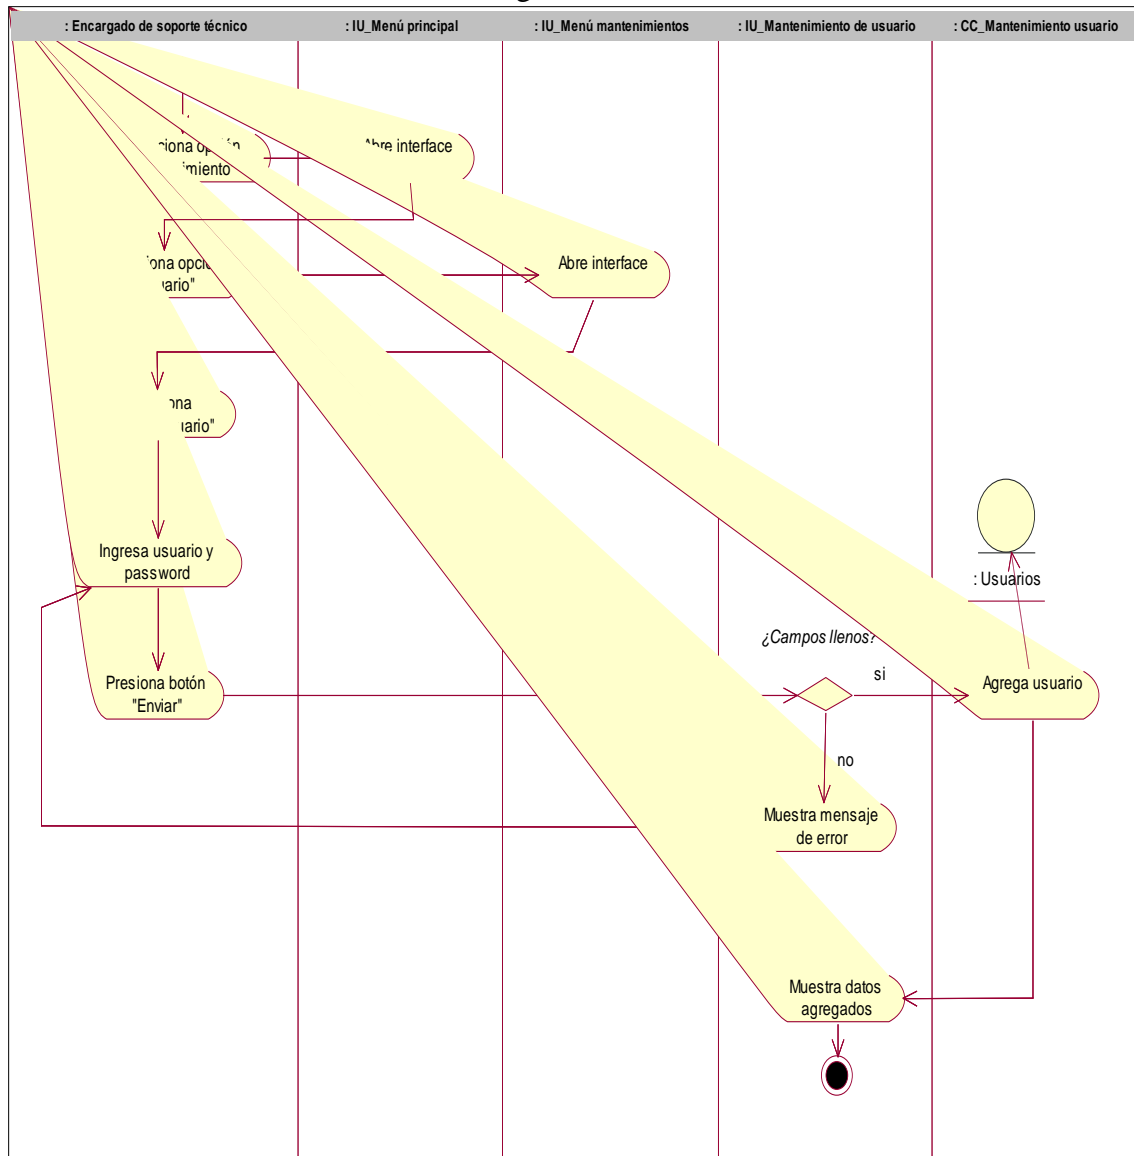 : Encargado de soporte técnico
: IU_Menú principal
: IU_Menú mantenimientos
: IU_Mantenimiento de usuario
: CC_Mantenimiento usuario
opción
Abre interface
Abre interface
Ingresa usuario y
password
: Usuarios
¿Campos llenos?
Presiona botón
"Enviar"
si
Agrega usuario
no
Muestra mensaje
de error
Muestra datos
agregados